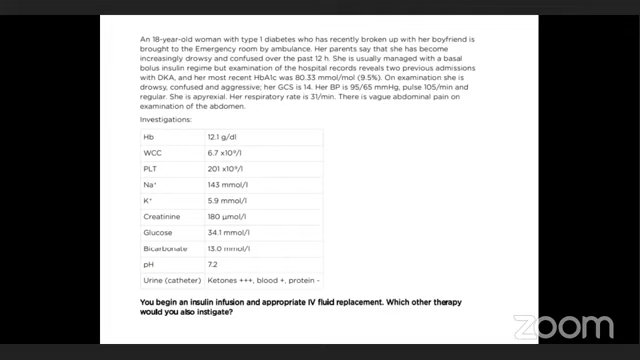 An 18-year-old woman with type 1 diabetes who has recently broken up with her boyfriend is
brought to the Emergency room by ambulance. Her parents say that she has become
increasingly drowsy and confused over the past 12 h. She is usually managed with a basal
bolus insulin regime but examination of the hospital records reveals two previous admissions
with DKA, and her most recent HbA1c was 80.33 mmol/mol (9.5%). On examination she is
drowsy, confused and aggressive; her GCS is 14. Her BP is 95/65 mmHg, pulse 105/min and
regular. She is apyrexial. Her respiratory rate is 31/min. There is vague abdominal pain on
examination of the abdomen.
Investigations:
Hb 12.1 g/dl
WCC 6.7 x10⁹/l
PLT 201 x10⁹/l
Na⁺ 143 mmol/l
K⁺ 5.9 mmol/l
Creatinine 180 µmol/l
Glucose 34.1 mmol/l
Bicarbonate 13.0 mmol/l
pH 7.2
Urine (catheter) Ketones +++, blood +, protein -
You begin an insulin infusion and appropriate IV fluid replacement. Which other therapy
would you also instigate?
zoom